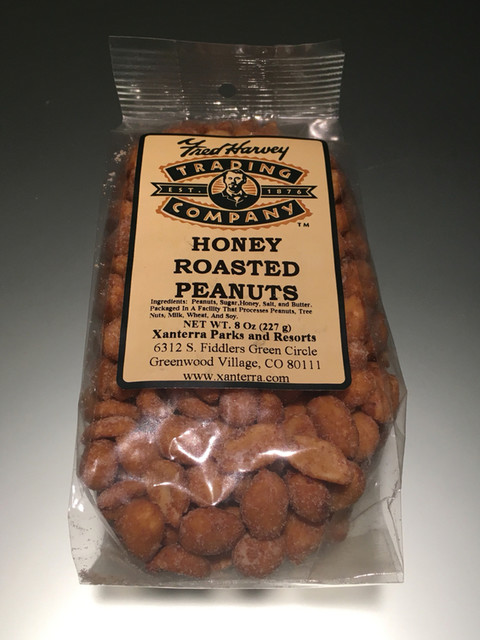 Fred Harvey
TRADING
EST. 1876
COMPANY
TM
HONEY
ROASTED
PEANUTS
Ingredients: Peanuts, Sugar,Honey, Salt, and Butter.
Packaged In A Facility That Processes Peanuts, Tree
Nuts, Milk, Wheat, And Soy.
NET WT. 8 Oz (227 g)
Xanterra Parks and Resorts
6312 S. Fiddlers Green Circle
Greenwood Village, CO 80111
www.xanterra.com